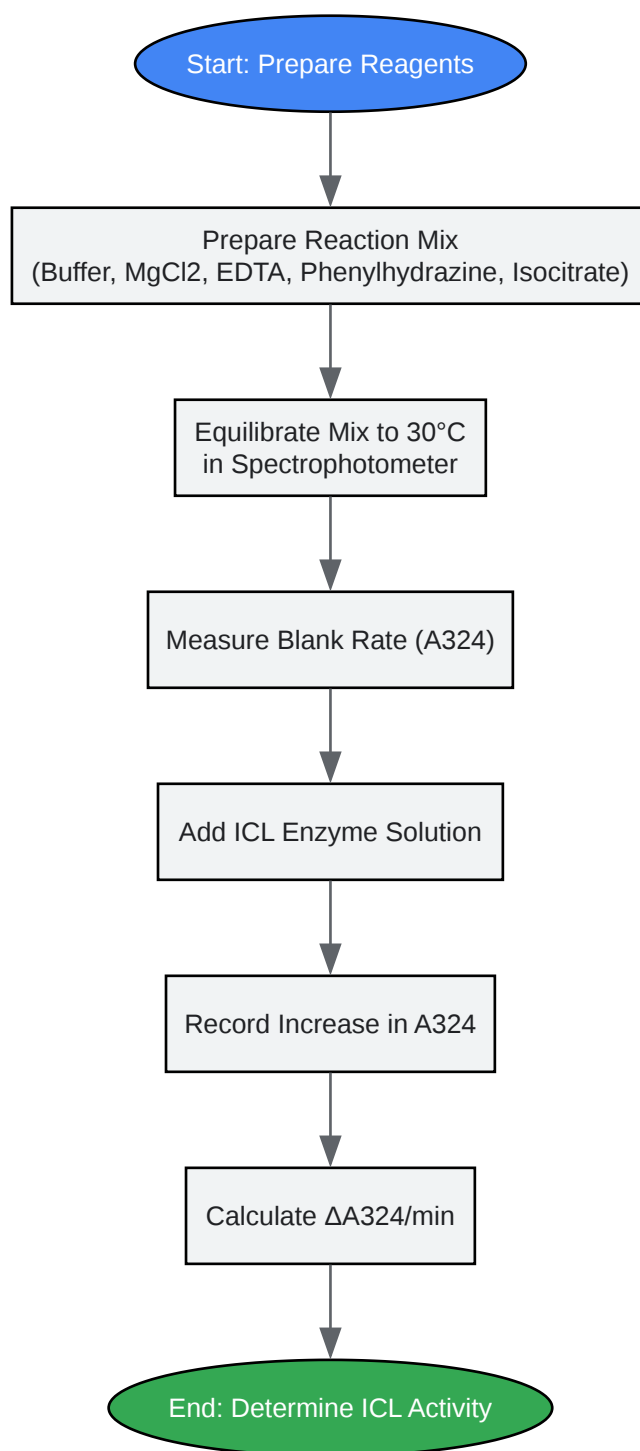 Start: Prepare Reagents
Prepare Reaction Mix
(Buffer, MgCl2, EDTA, Phenylhydrazine, Isocitrate)
Equilibrate Mix to 30°C
in Spectrophotometer
Measure Blank Rate (A324)
Add ICL Enzyme Solution
Record Increase in A324
Calculate ΔA324/min
End: Determine ICL Activity